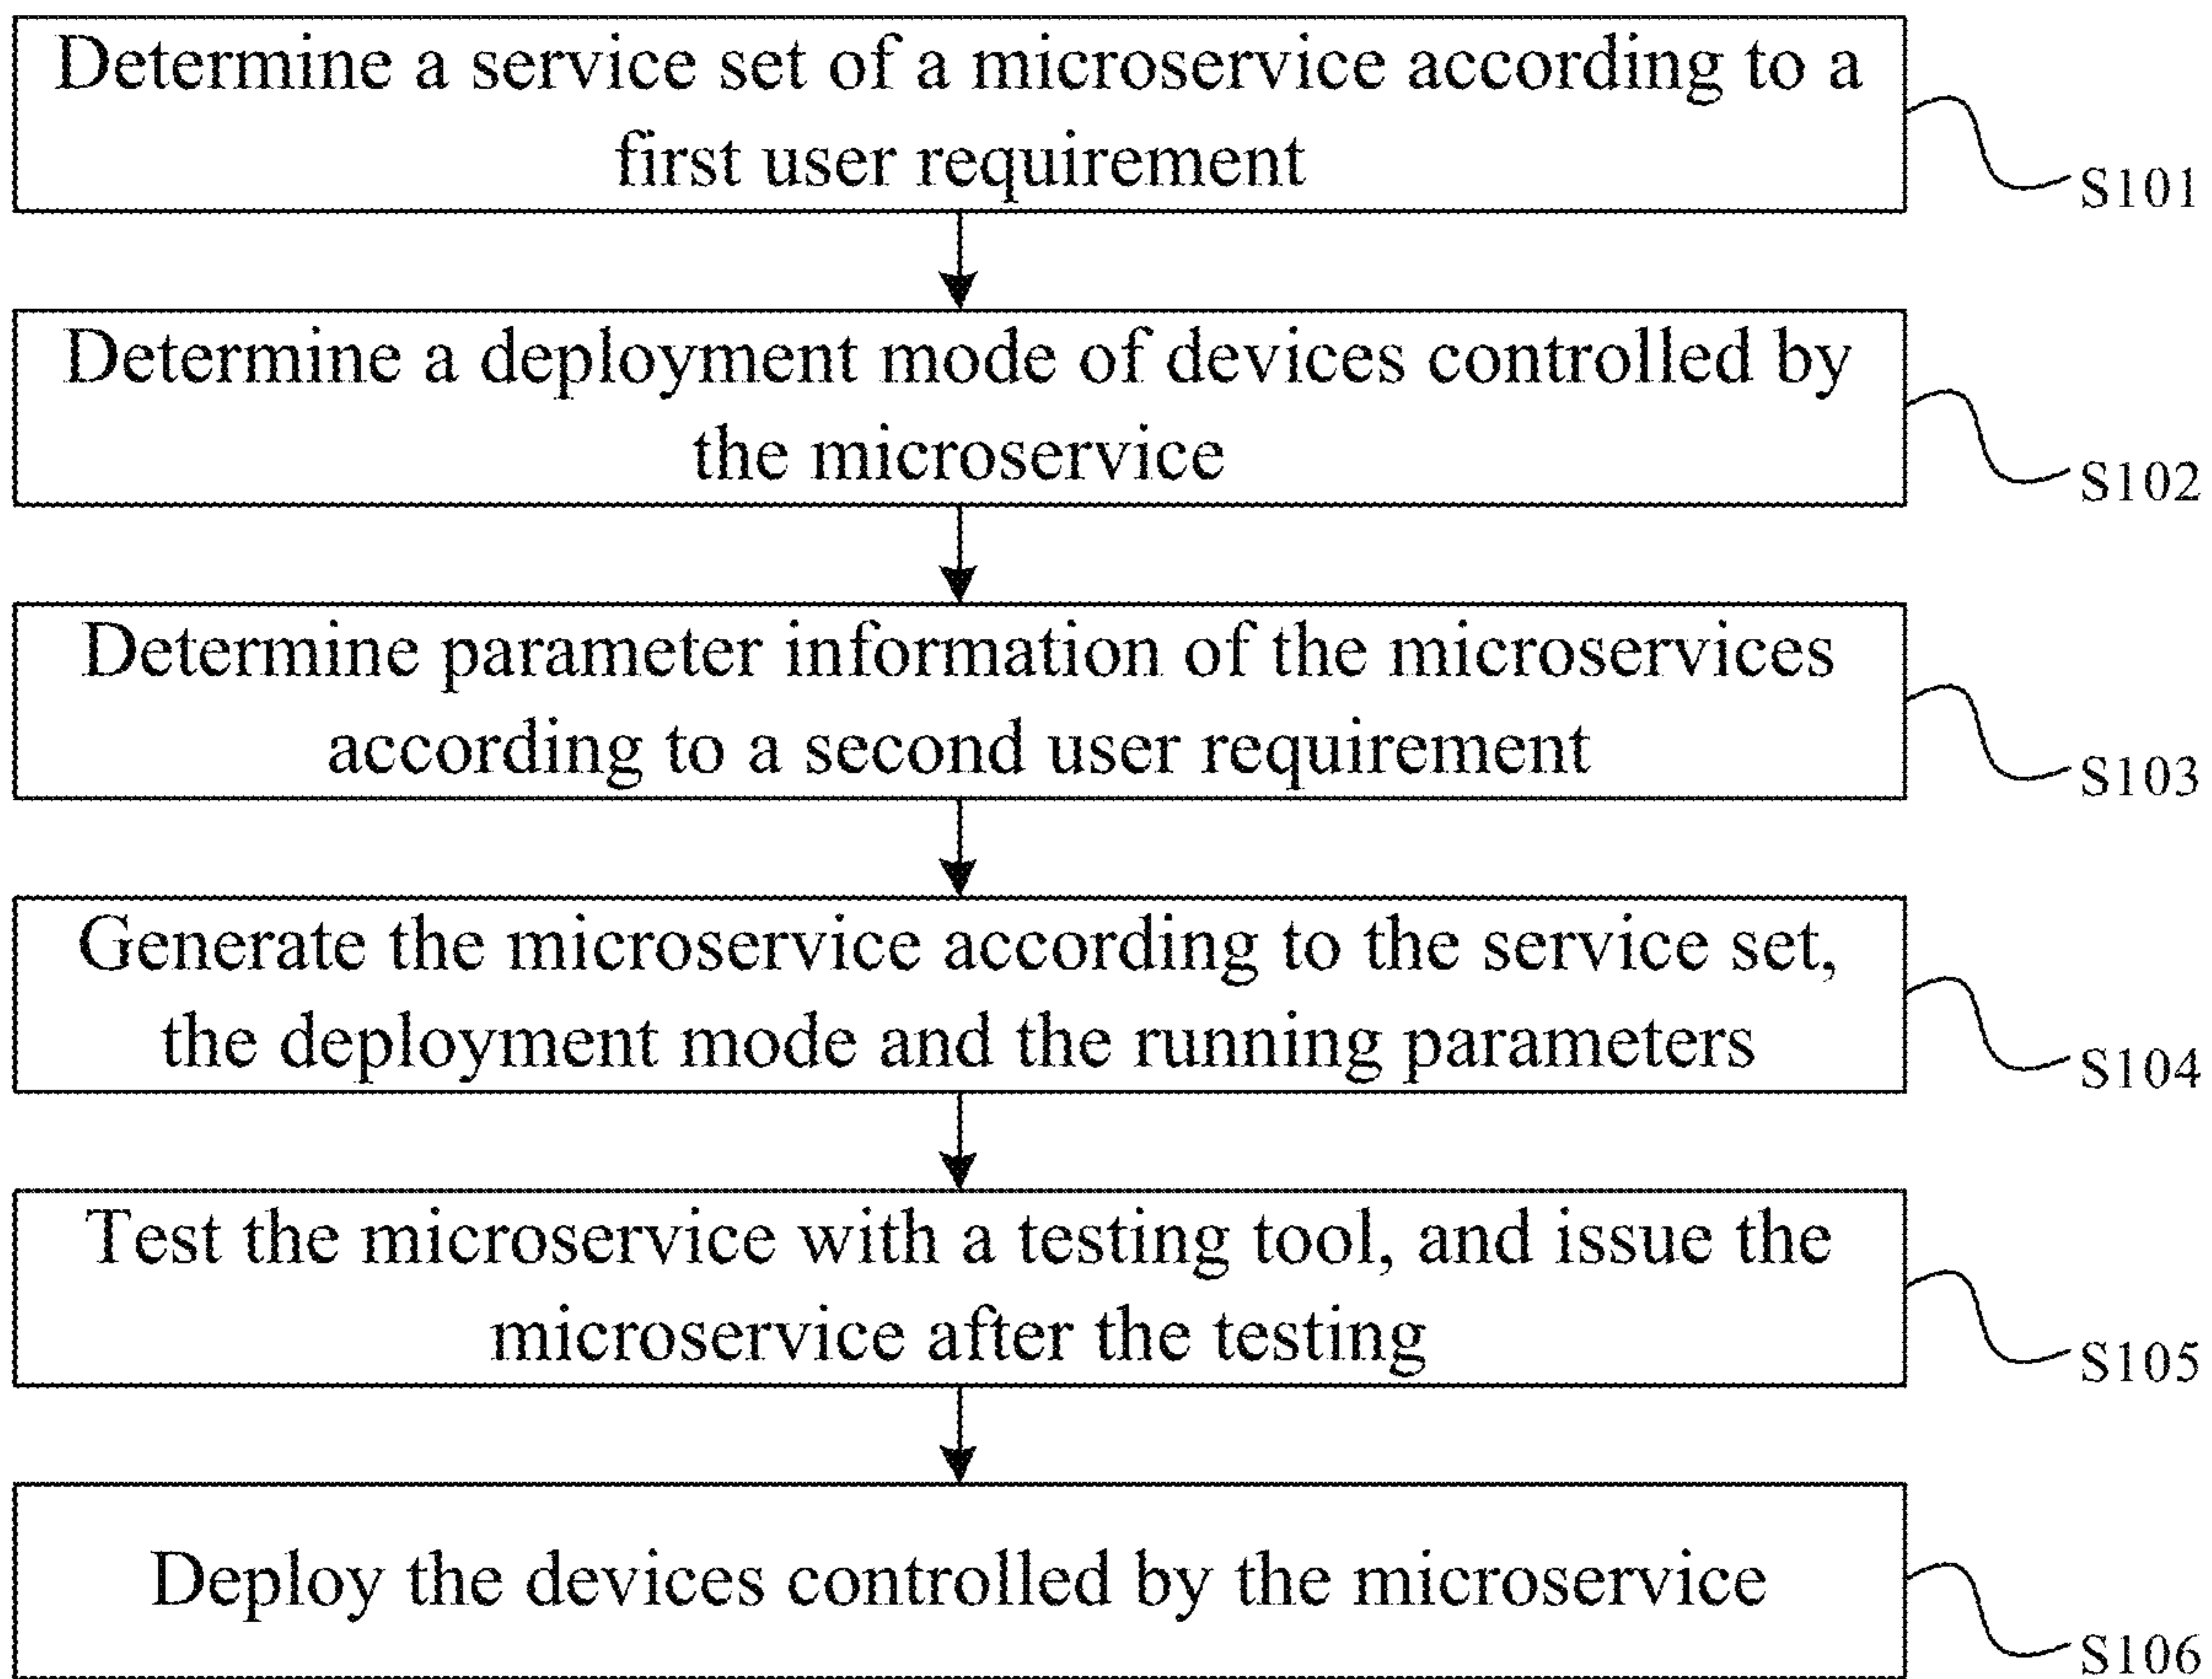 Determine a service set of a microservice according to a
first user requirement
S101
Determine a deployment mode of devices controlled by
the microservice
S102
Determine parameter information of the microservices
according to a second user requirement
S103
Generate the microservice according to the service set,
the deployment mode and the running parameters
S104
Test the microservice with a testing tool, and issue the
microservice after the testing
S105
Deploy the devices controlled by the microservice
S106